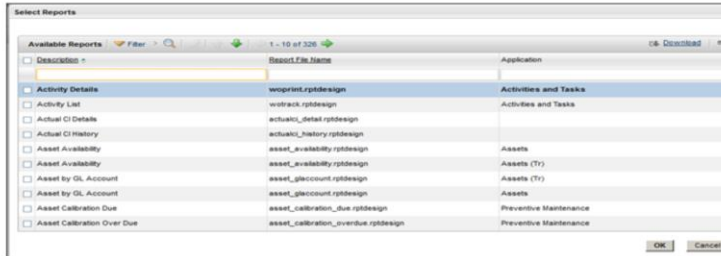 Select Reports
Available Reports Filter 1 - 10 of 326 Download
Description Report File Name Application
Activity Details woprint.rptdesign Activities and Tasks
Activity List wotrack.rptdesign Activities and Tasks
Actual CI Details actualci_detail.rptdesign
Actual CI History actualci_history.rptdesign
Asset Availability asset_availability.rptdesign Assets
Asset Availability asset_availability.rptdesign Assets (Tr)
Asset by GL Account asset_glaccount.rptdesign Assets (Tr)
Asset by GL Account asset_glaccount.rptdesign Assets
Asset Calibration Due asset_calibration_due.rptdesign Preventive Maintenance
Asset Calibration Over Due asset_calibration_overdue.rptdesign Preventive Maintenance
OK Cancel